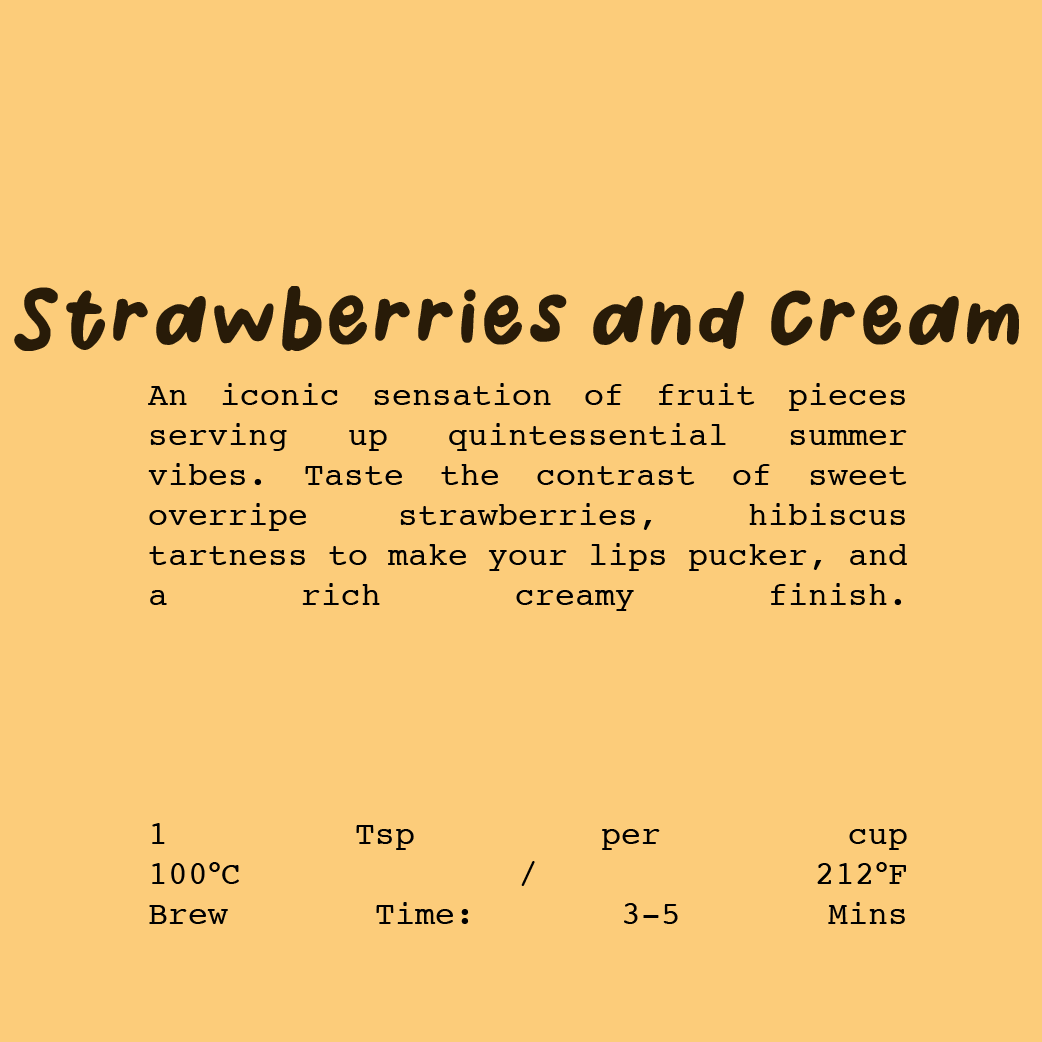 Strawberries and Cream
An iconic sensation of fruit pieces
serving up quintessential summer
vibes. Taste the contrast of sweet
overripe strawberries, hibiscus
tartness to make your lips pucker, and
a rich creamy finish.
1 Tsp per cup
100°C / 212°F
Brew Time: 3-5 Mins